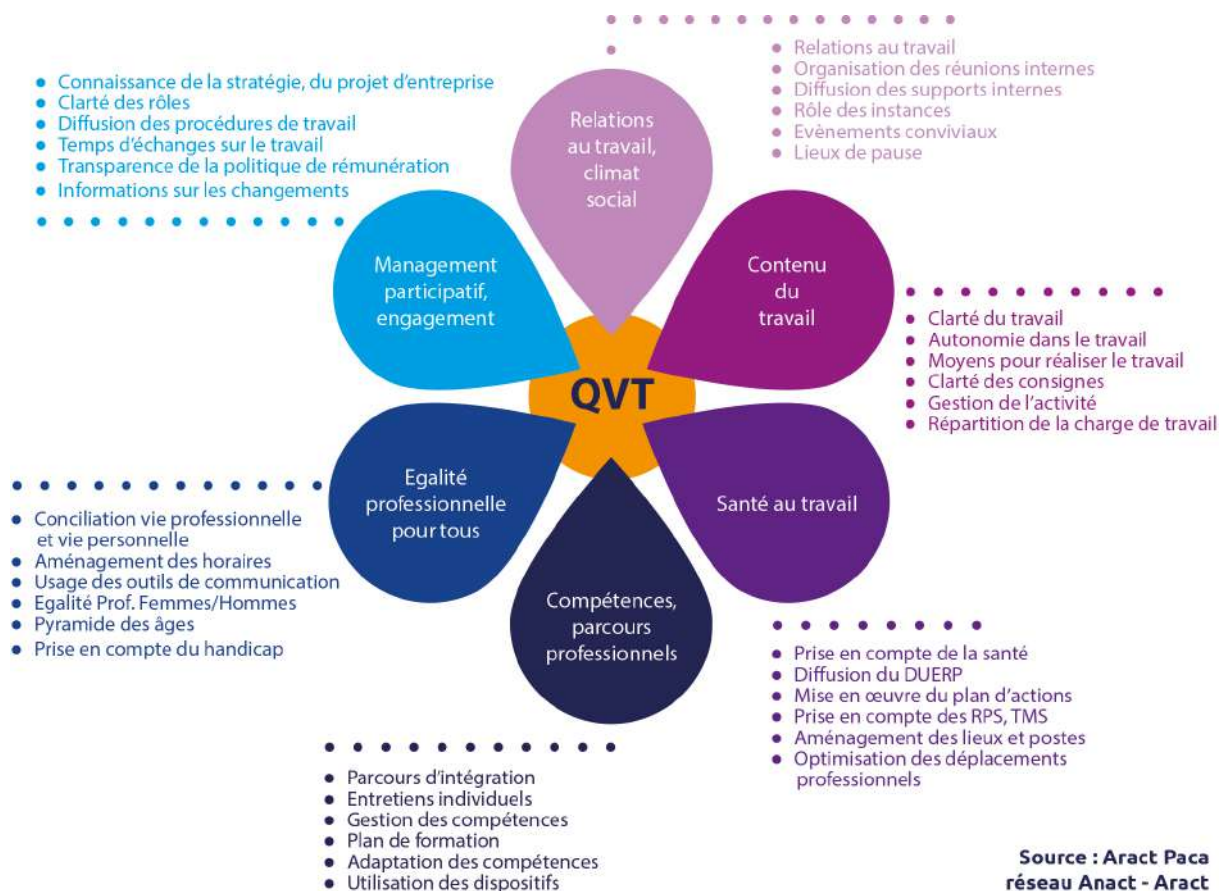 Relations
au travail,
climat
social
Relations au travail
Organisation des réunions internes
Diffusion des supports internes
Rôle des instances
Evènements conviviaux
Lieux de pause
Connaissance de la stratégie, du projet d'entreprise
Clarté des rôles
Diffusion des procédures de travail
Temps d'échanges sur le travail
Transparence de la politique de rémunération
Informations sur les changements
Management
participatif,
engagement
Contenu
du
travail
Clarté du travail
Autonomie dans le travail
Moyens pour réaliser le travail
Clarté des consignes
Gestion de l'activité
Répartition de la charge de travail
QVT
Egalité
professionnelle
pour tous
Conciliation vie professionnelle
et vie personnelle
Aménagement des horaires
Usage des outils de communication
Egalité Prof. Femmes/Hommes
Pyramide des âges
Prise en compte du handicap
Santé au travail
Prise en compte de la santé
Diffusion du DUERP
Mise en œuvre du plan d'actions
Prise en compte des RPS, TMS
Aménagement des lieux et postes
Optimisation des déplacements
professionnels
Compétences,
parcours
professionnels
Parcours d'intégration
Entretiens individuels
Gestion des compétences
Plan de formation
Adaptation des compétences
Utilisation des dispositifs
Source : Aract Paca
réseau Anact - Aract